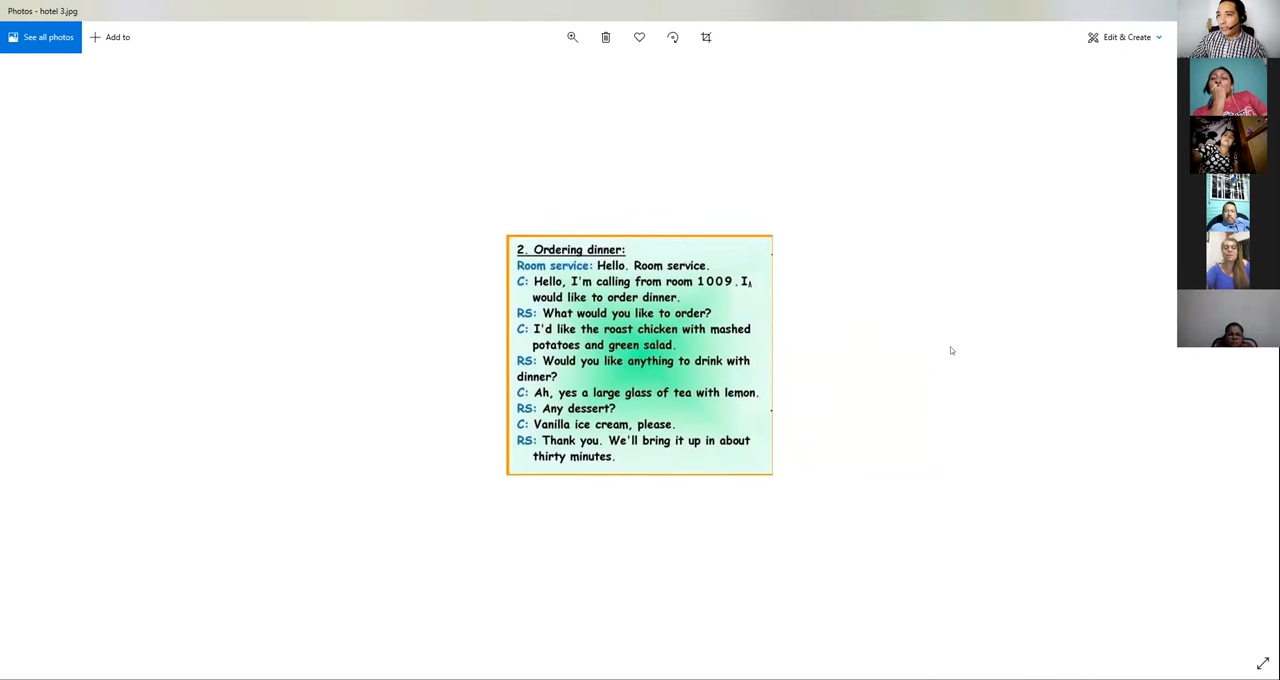 Photos - hotel 3.jpg
See all photos
Add to
Edit & Create
2. Ordering dinner:
Room service: Hello. Room service.
C: Hello, I'm calling from room 1009. I
would like to order dinner.
RS: What would you like to order?
C: I'd like the roast chicken with mashed
potatoes and green salad.
RS: Would you like anything to drink with
dinner?
C: Ah, yes a large glass of tea with lemon.
RS: Any dessert?
C: Vanilla ice cream, please.
RS: Thank you. We'll bring it up in about
thirty minutes.